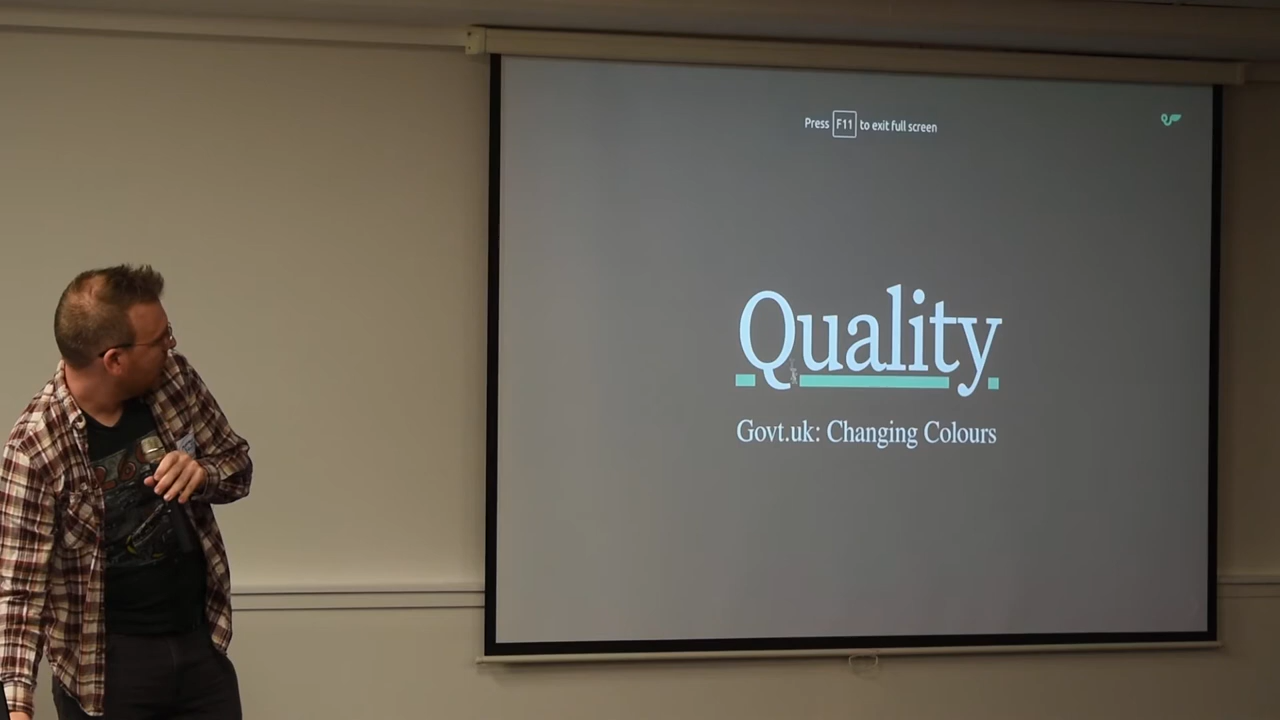 Press F11 to exit full screen
Quality
Govt.uk: Changing Colours